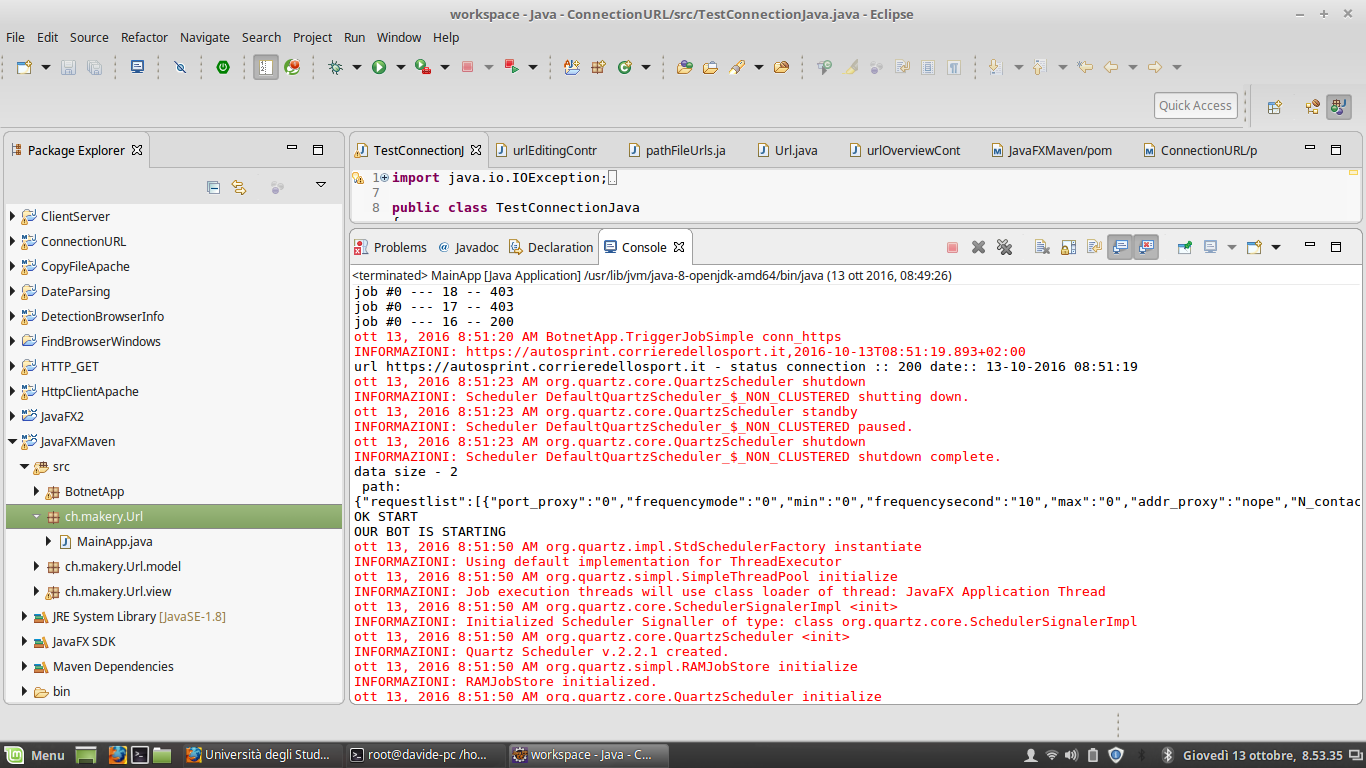 workspace - Java - ConnectionURL/src/TestConnectionJava.java - Eclipse
File Edit Source Refactor Navigate Search Project Run Window Help
Quick Access
Package Explorer
ClientServer
ConnectionURL
CopyFileApache
DateParsing
DetectionBrowserInfo
FindBrowserWindows
HTTP_GET
HttpClientApache
JavaFX2
JavaFXMaven
src
BotnetApp
ch.makery.Url
MainApp.java
ch.makery.Url.model
ch.makery.Url.view
JRE System Library [JavaSE-1.8]
JavaFX SDK
Maven Dependencies
bin
TestConnectionJ urlEditingContr pathFileUrls.ja Url.java urlOverviewCont JavaFXMaven/pom ConnectionURL/p
1 import java.io.IOException;
7
8 public class TestConnectionJava
Problems @ Javadoc Declaration Console
<terminated> MainApp [Java Application] /usr/lib/jvm/java-8-openjdk-amd64/bin/java (13 ott 2016, 08:49:26)
job #0 --- 18 -- 403
job #0 --- 17 -- 403
job #0 --- 16 -- 200
ott 13, 2016 8:51:20 AM BotnetApp.TriggerJobSimple conn_https
INFORMAZIONI: https://autosprint.corrieredellosport.it,2016-10-13T08:51:19.893+02:00
url https://autosprint.corrieredellosport.it - status connection :: 200 date:: 13-10-2016 08:51:19
ott 13, 2016 8:51:23 AM org.quartz.core.QuartzScheduler shutdown
INFORMAZIONI: Scheduler DefaultQuartzScheduler_$_NON_CLUSTERED shutting down.
ott 13, 2016 8:51:23 AM org.quartz.core.QuartzScheduler standby
INFORMAZIONI: Scheduler DefaultQuartzScheduler_$_NON_CLUSTERED paused.
ott 13, 2016 8:51:23 AM org.quartz.core.QuartzScheduler shutdown
INFORMAZIONI: Scheduler DefaultQuartzScheduler_$_NON_CLUSTERED shutdown complete.
data size - 2
path:
{"requestlist":[{"port_proxy":"0","frequencymode":"0","min":"0","frequencysecond":"10","max":"0","addr_proxy":"nope","N_contac
OK START
OUR BOT IS STARTING
ott 13, 2016 8:51:50 AM org.quartz.impl.StdSchedulerFactory instantiate
INFORMAZIONI: Using default implementation for ThreadExecutor
ott 13, 2016 8:51:50 AM org.quartz.simpl.SimpleThreadPool initialize
INFORMAZIONI: Job execution threads will use class loader of thread: JavaFX Application Thread
ott 13, 2016 8:51:50 AM org.quartz.core.SchedulerSignalerImpl <init>
INFORMAZIONI: Initialized Scheduler Signaller of type: class org.quartz.core.SchedulerSignalerImpl
ott 13, 2016 8:51:50 AM org.quartz.core.QuartzScheduler <init>
INFORMAZIONI: Quartz Scheduler v.2.2.1 created.
ott 13, 2016 8:51:50 AM org.quartz.simpl.RAMJobStore initialize
INFORMAZIONI: RAMJobStore initialized.
ott 13, 2016 8:51:50 AM org.quartz.core.QuartzScheduler initialize
Menu Università degli Stud... root@davide-pc /ho... workspace - Java - C... Giovedì 13 ottobre, 8.53.35